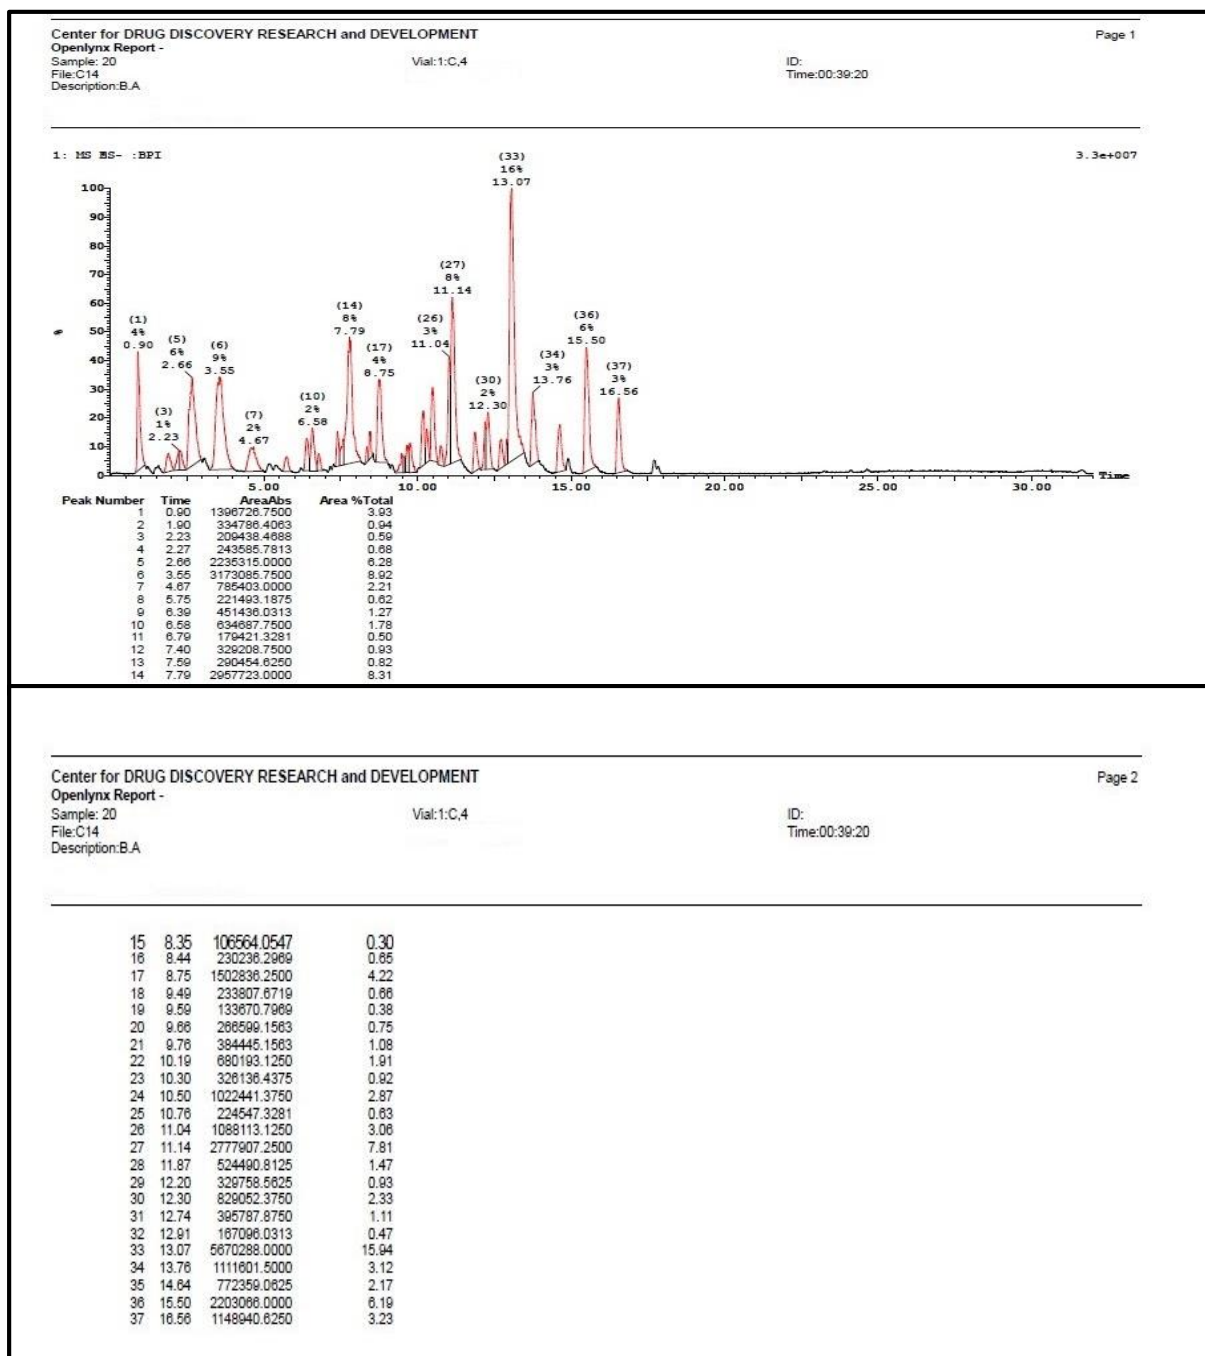 Center for DRUG DISCOVERY RESEARCH and DEVELOPMENT Page 1
Openlynx Report -
Sample: 20 Vial:1:C,4 ID:
File:C14 Time:00:39:20
Description:B.A
1: MS ES- :BPI 3.3e+007
(33)
16%
13.07
100
90
80
70
(27)
8%
11.14
60
(14)
8%
7.79
(1)
4%
0.90
(5)
6%
2.66
(6)
9%
3.55
(17)
4%
8.75
(26)
3%
11.04
(36)
6%
15.50
50
%
40
(34)
3%
13.76
(37)
3%
16.56
(30)
2%
12.30
30
(10)
2%
6.58
(3)
1%
2.23
(7)
2%
4.67
20
10
0
5.00 10.00 15.00 20.00 25.00 30.00 Time
Peak Number Time AreaAbs Area %Total
1 0.90 1396726.7500 3.93
2 1.90 334786.4063 0.94
3 2.23 209438.4688 0.59
4 2.27 243585.7813 0.68
5 2.66 2235315.0000 6.28
6 3.55 3173085.7500 8.92
7 4.67 785403.0000 2.21
8 5.75 221493.1875 0.62
9 6.39 451436.0313 1.27
10 6.58 634687.7500 1.78
11 6.79 179421.3281 0.50
12 7.40 329208.7500 0.93
13 7.59 290454.6250 0.82
14 7.79 2957723.0000 8.31
Center for DRUG DISCOVERY RESEARCH and DEVELOPMENT Page 2
Openlynx Report -
Sample: 20 Vial:1:C,4 ID:
File:C14 Time:00:39:20
Description:B.A
15 8.35 106564.0547 0.30
16 8.44 230236.2969 0.65
17 8.75 1502836.2500 4.22
18 9.49 233807.6719 0.66
19 9.59 133670.7969 0.38
20 9.66 266599.1563 0.75
21 9.76 384445.1563 1.08
22 10.19 680193.1250 1.91
23 10.30 326136.4375 0.92
24 10.50 1022441.3750 2.87
25 10.76 224547.3281 0.63
26 11.04 1088113.1250 3.06
27 11.14 2777907.2500 7.81
28 11.87 524490.8125 1.47
29 12.20 329758.5625 0.93
30 12.30 829052.3750 2.33
31 12.74 395787.8750 1.11
32 12.91 167096.0313 0.47
33 13.07 5670288.0000 15.94
34 13.76 1111601.5000 3.12
35 14.64 772359.0625 2.17
36 15.50 2203066.0000 6.19
37 16.56 1148940.6250 3.23